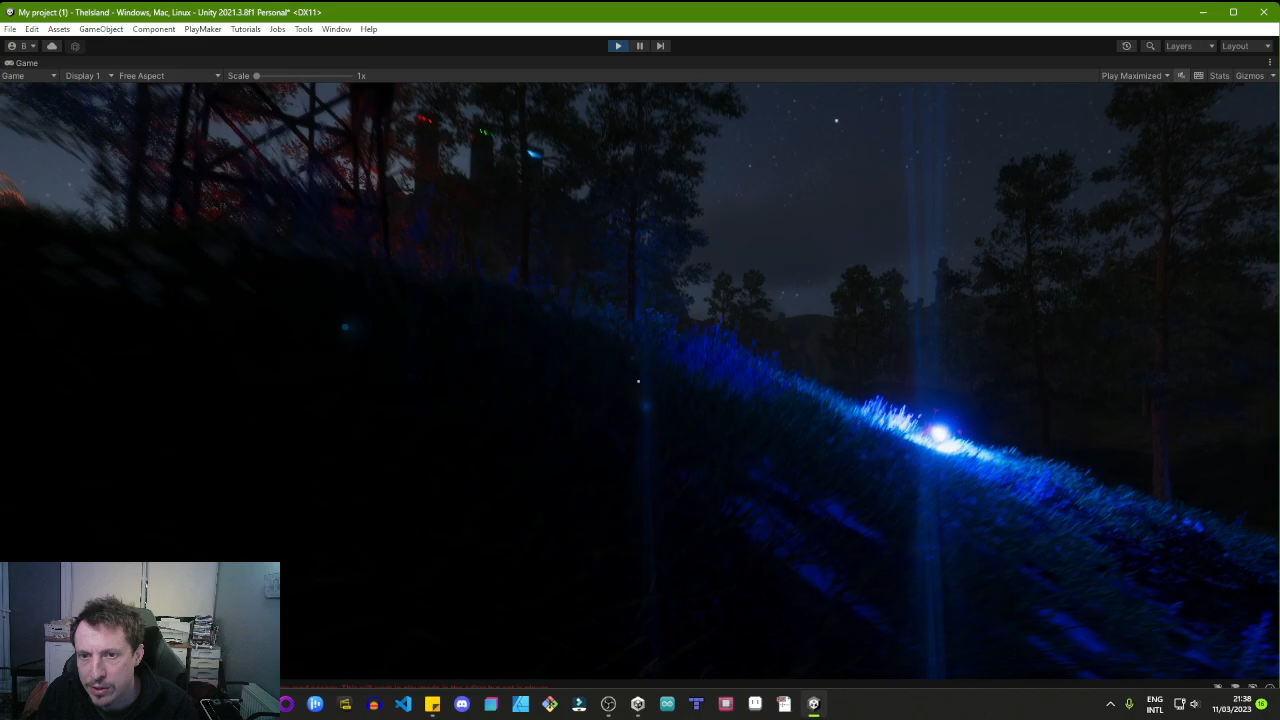 My project (1) - TheIsland - Windows, Mac, Linux - Unity 2021.3.8f1 Personal* <DX11>
File Edit Assets GameObject Component PlayMaker Tutorials Jobs Tools Window Help
B Layers Layout
Game
Game Display 1 Free Aspect Scale 1x Play Maximized Stats Gizmos
ENG 21:38
INTL 11/03/2023